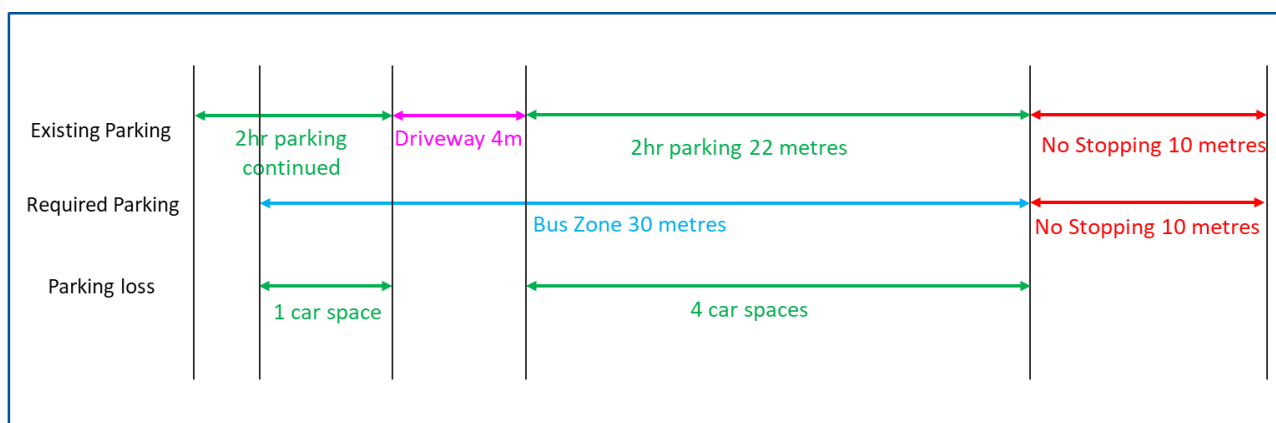 Existing Parking
2hr parking
continued
Driveway 4m
2hr parking 22 metres
No Stopping 10 metres
Required Parking
Bus Zone 30 metres
No Stopping 10 metres
Parking loss
1 car space
4 car spaces